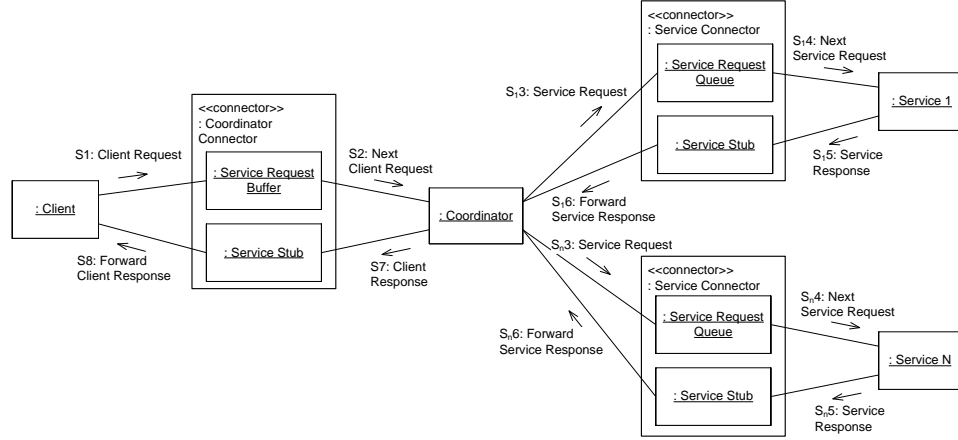 <<connector>>
: Coordinator
Connector
S1: Client Request
: Service Request
Buffer
S2: Next
Client Request
: Client
: Service Stub
: Coordinator
S8: Forward
Client Response
S7: Client
Response
<<connector>>
: Service Connector
S₁3: Service Request
: Service Request
Queue
S₁4: Next
Service Request
: Service 1
: Service Stub
S₁5: Service
Response
S₁6: Forward
Service Response
Sₙ3: Service Request
<<connector>>
: Service Connector
: Service Request
Queue
Sₙ4: Next
Service Request
Sₙ6: Forward
Service Response
: Service N
: Service Stub
Sₙ5: Service
Response